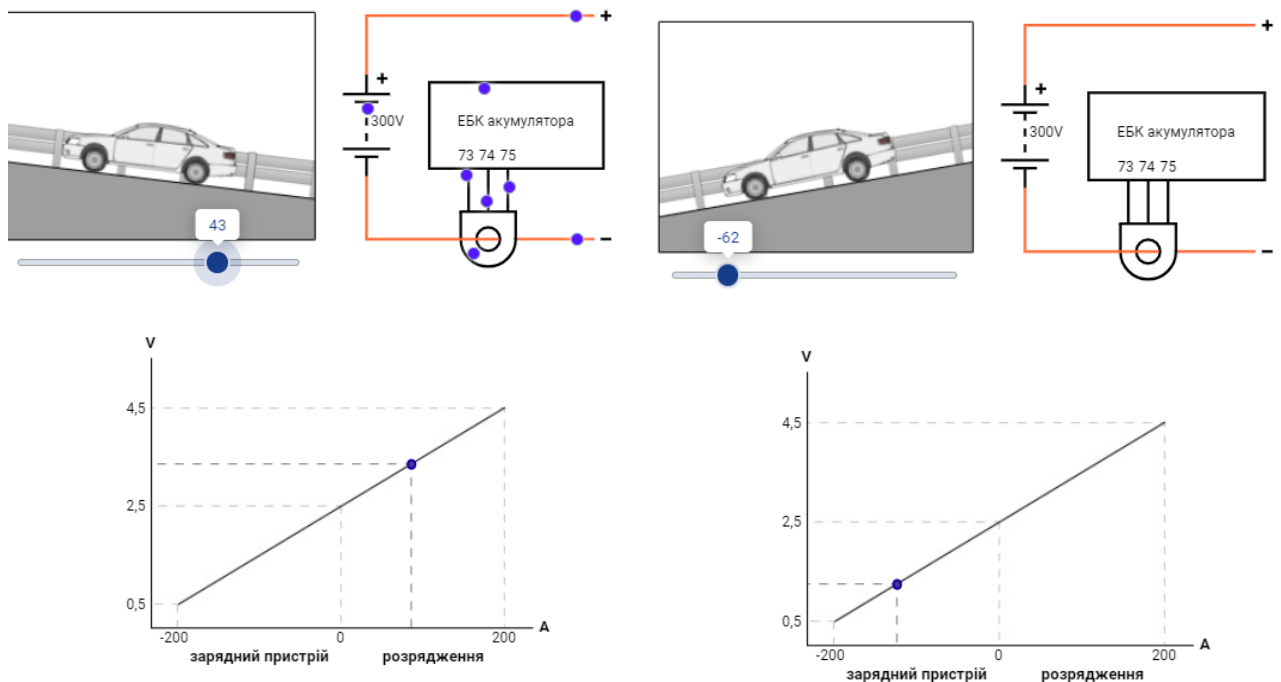 +
+
300V
ЕБК акумулятора
73 74 75
43
−
+
+
300V
ЕБК акумулятора
73 74 75
-62
−
V
4,5
2,5
0,5
-200 0 200 A
зарядний пристрій розрядження
V
4,5
2,5
0,5
-200 0 200 A
зарядний пристрій розрядження